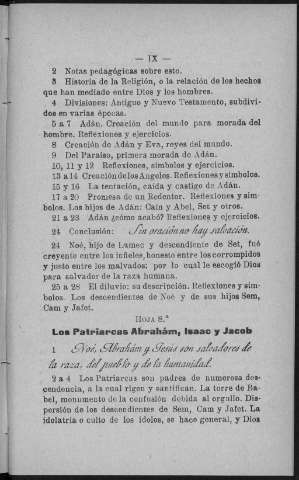 — IX —
2 Notas pedagógicas sobre esto.
3 Historia de la Religión, o la relación de los hechos
que han mediado entre Dios y los hombres.
4 Divisiones: Antiguo y Nuevo Testamento, subdivi-
dos en varias épocas.
5 a 7 Adán. Creación del mundo para morada del
hombre. Reflexiones y ejercicios.
8 Creación de Adán y Eva, reyes del mundo.
9 Del Paraíso, primera morada de Adán.
10, 11 y 12 Reflexiones, símbolos y ejercicios.
13 a 14 Creación de los Angeles. Reflexiones y símbolos.
15 y 16 La tentación, caída y castigo de Adán.
17 a 20 Promesa de un Redentor. Reflexiones y sím-
bolos. Los hijos de Adán: Caín y Abel, Set y otros.
21 a 23 Adán ¿cómo acabó? Reflexiones y ejercicios.
24 Conclusión: Sin oración no hay salvación.
24 Noé, hijo de Lamec y descendiente de Set, fué
creyente entre los infieles, honesto entre los corrompidos
y justo entre los malvados: por lo cual le escogió Dios
para salvador de la raza humana.
25 a 28 El diluvio: su descripción. Reflexiones y sím-
bolos. Los descendientes de Noé y de sus hijos Sem,
Cam y Jafet.
HOJA 8.ª
Los Patriarcas Abrahám, Isaac y Jacob
1 Noé, Abrahám y Jesús son salvadores de
la raza, del pueblo y de la humanidad.
2 a 4 Los Patriarcas son padres de numerosa des-
cendencia, a la cual rigen y santifican. La torre de Ba-
bel, monumento de la confusión debida al orgullo. Dis-
persión de los descendientes de Sem, Cam y Jafet. La
idolatría o culto de los ídolos, se hace general, y Dios